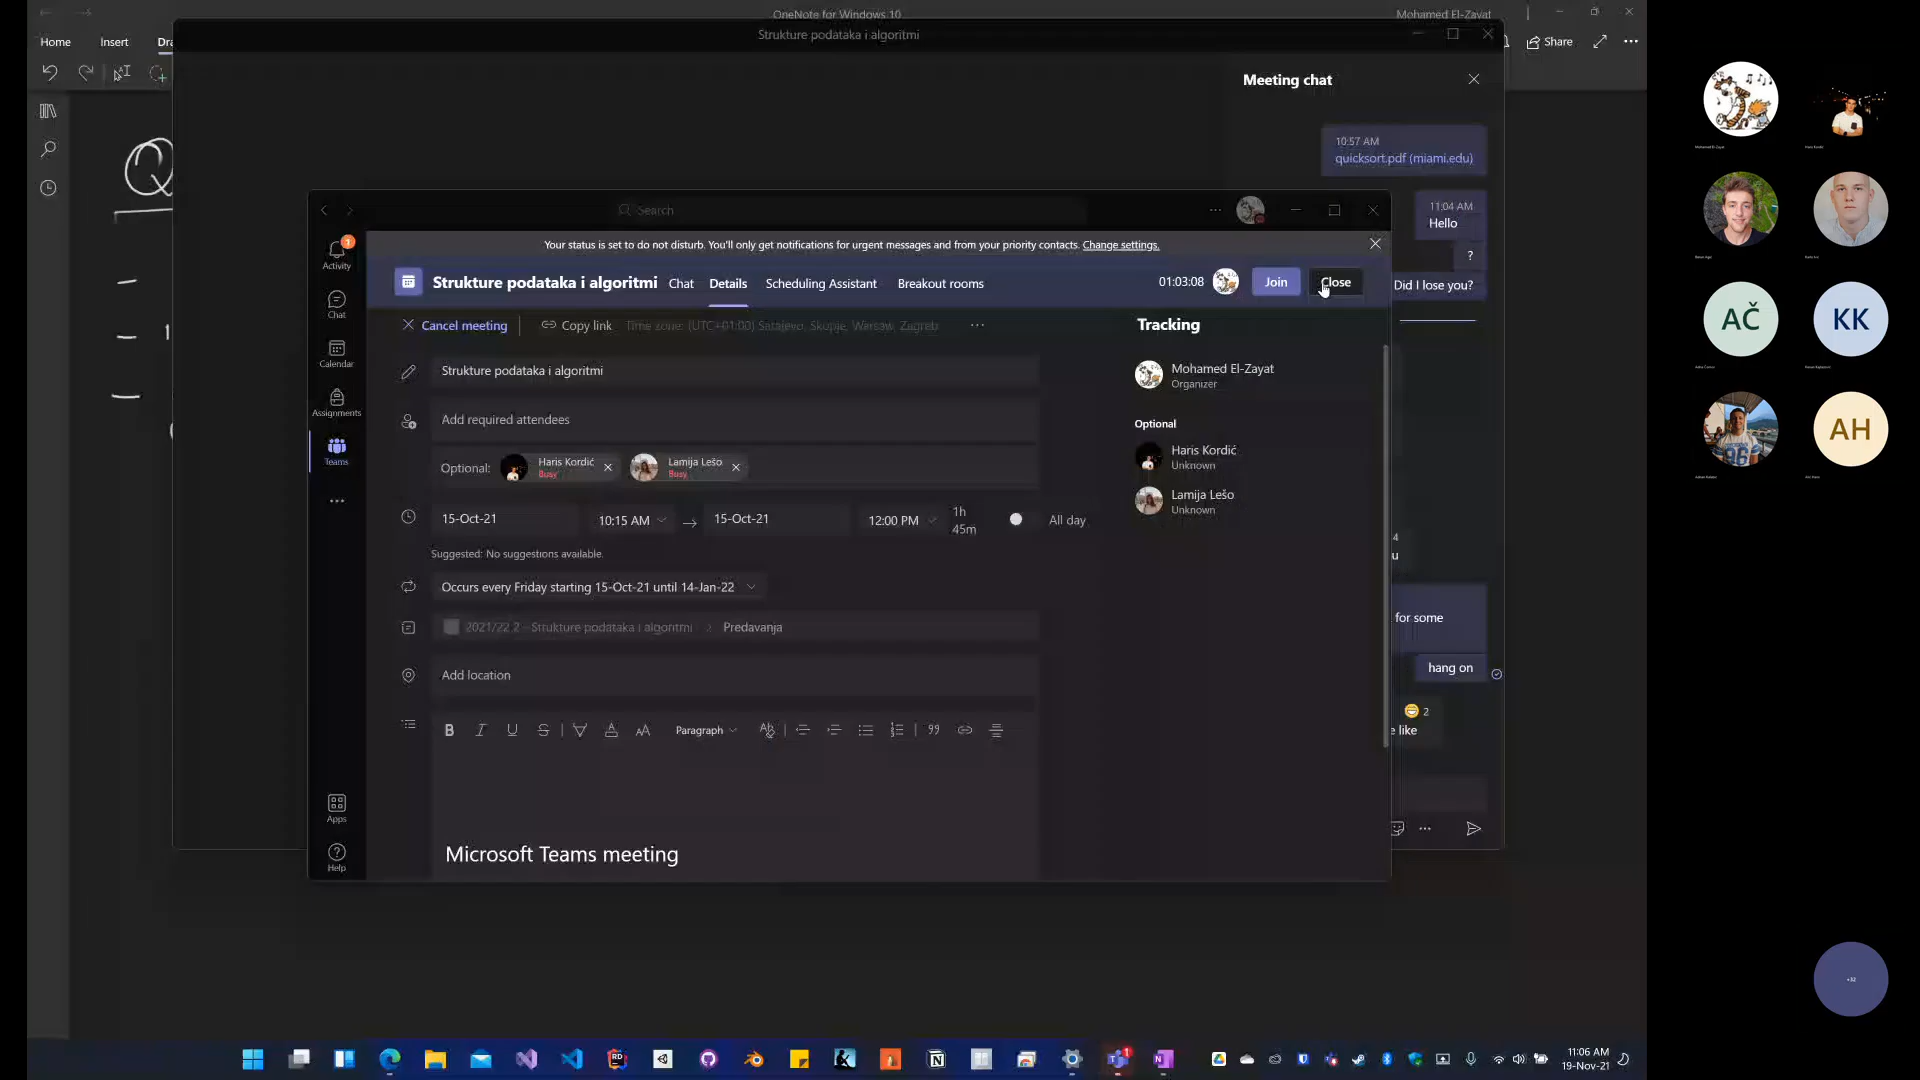 OneNote for Windows 10
Mohamed El-Zayat
Home
Insert
Share
Strukture podataka i algoritmi
Meeting chat
10:57 AM
quicksort.pdf (miami.edu)
11:04 AM
Hello
?
Did I lose you?
4
u
for some
hang on
2
e like
Search
Your status is set to do not disturb. You'll only get notifications for urgent messages and from your priority contacts. Change settings.
Strukture podataka i algoritmi
Chat
Details
Scheduling Assistant
Breakout rooms
01:03:08
Join
Close
1
Activity
Chat
Calendar
Assignments
Teams
Apps
Help
Cancel meeting
Copy link
Time zone: (UTC+01:00) Sarajevo, Skopje, Warsaw, Zagreb
Strukture podataka i algoritmi
Add required attendees
Optional:
Haris Kordić
Busy
Lamija Lešo
Busy
15-Oct-21
10:15 AM
15-Oct-21
12:00 PM
1h
45m
All day
Suggested: No suggestions available.
Occurs every Friday starting 15-Oct-21 until 14-Jan-22
2021/22 2 - Strukture podataka i algoritmi
Predavanja
Add location
Paragraph
Microsoft Teams meeting
Tracking
Mohamed El-Zayat
Organizer
Optional
Haris Kordić
Unknown
Lamija Lešo
Unknown
AČ
KK
AH
+32
11:06 AM
19-Nov-21